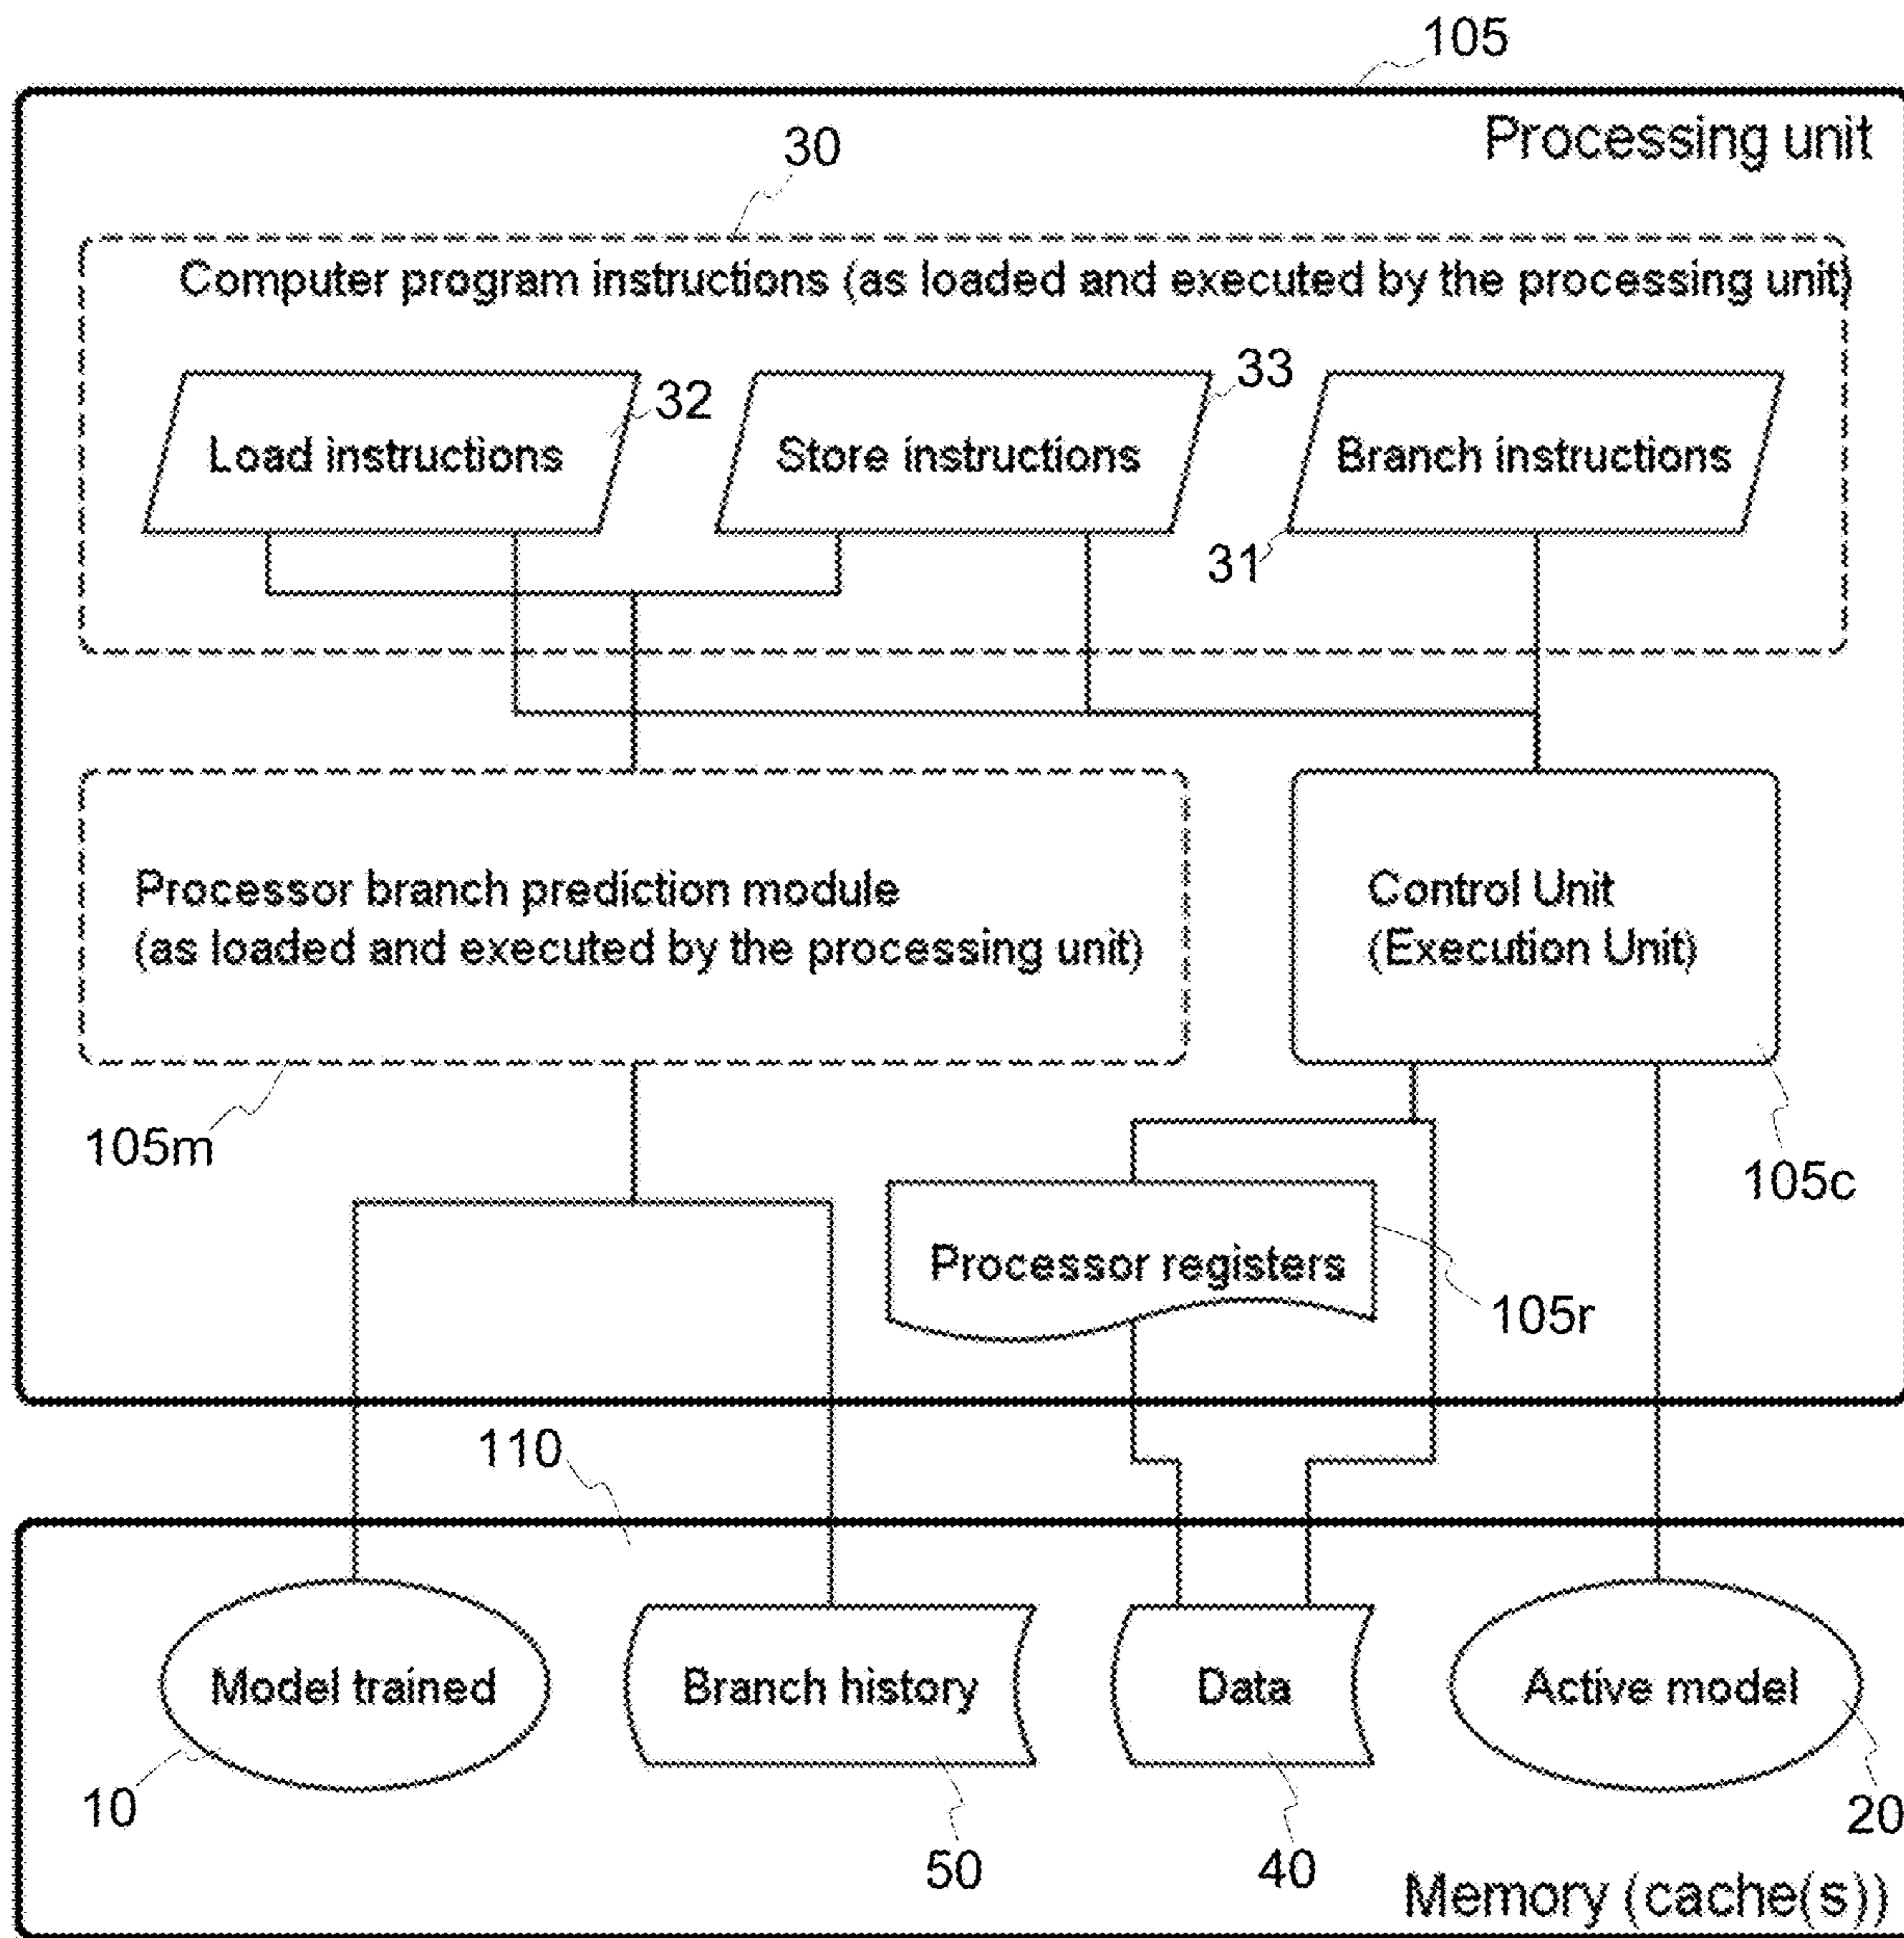 105
Processing unit
30
Computer program instructions (as loaded and executed by the processing unit)
32
33
Load instructions
Store instructions
Branch instructions
31
Processor branch prediction module
(as loaded and executed by the processing unit)
Control Unit
(Execution Unit)
105m
105c
Processor registers
105r
110
Model trained
Branch history
Data
Active model
10
50
40
20
Memory (cache(s))